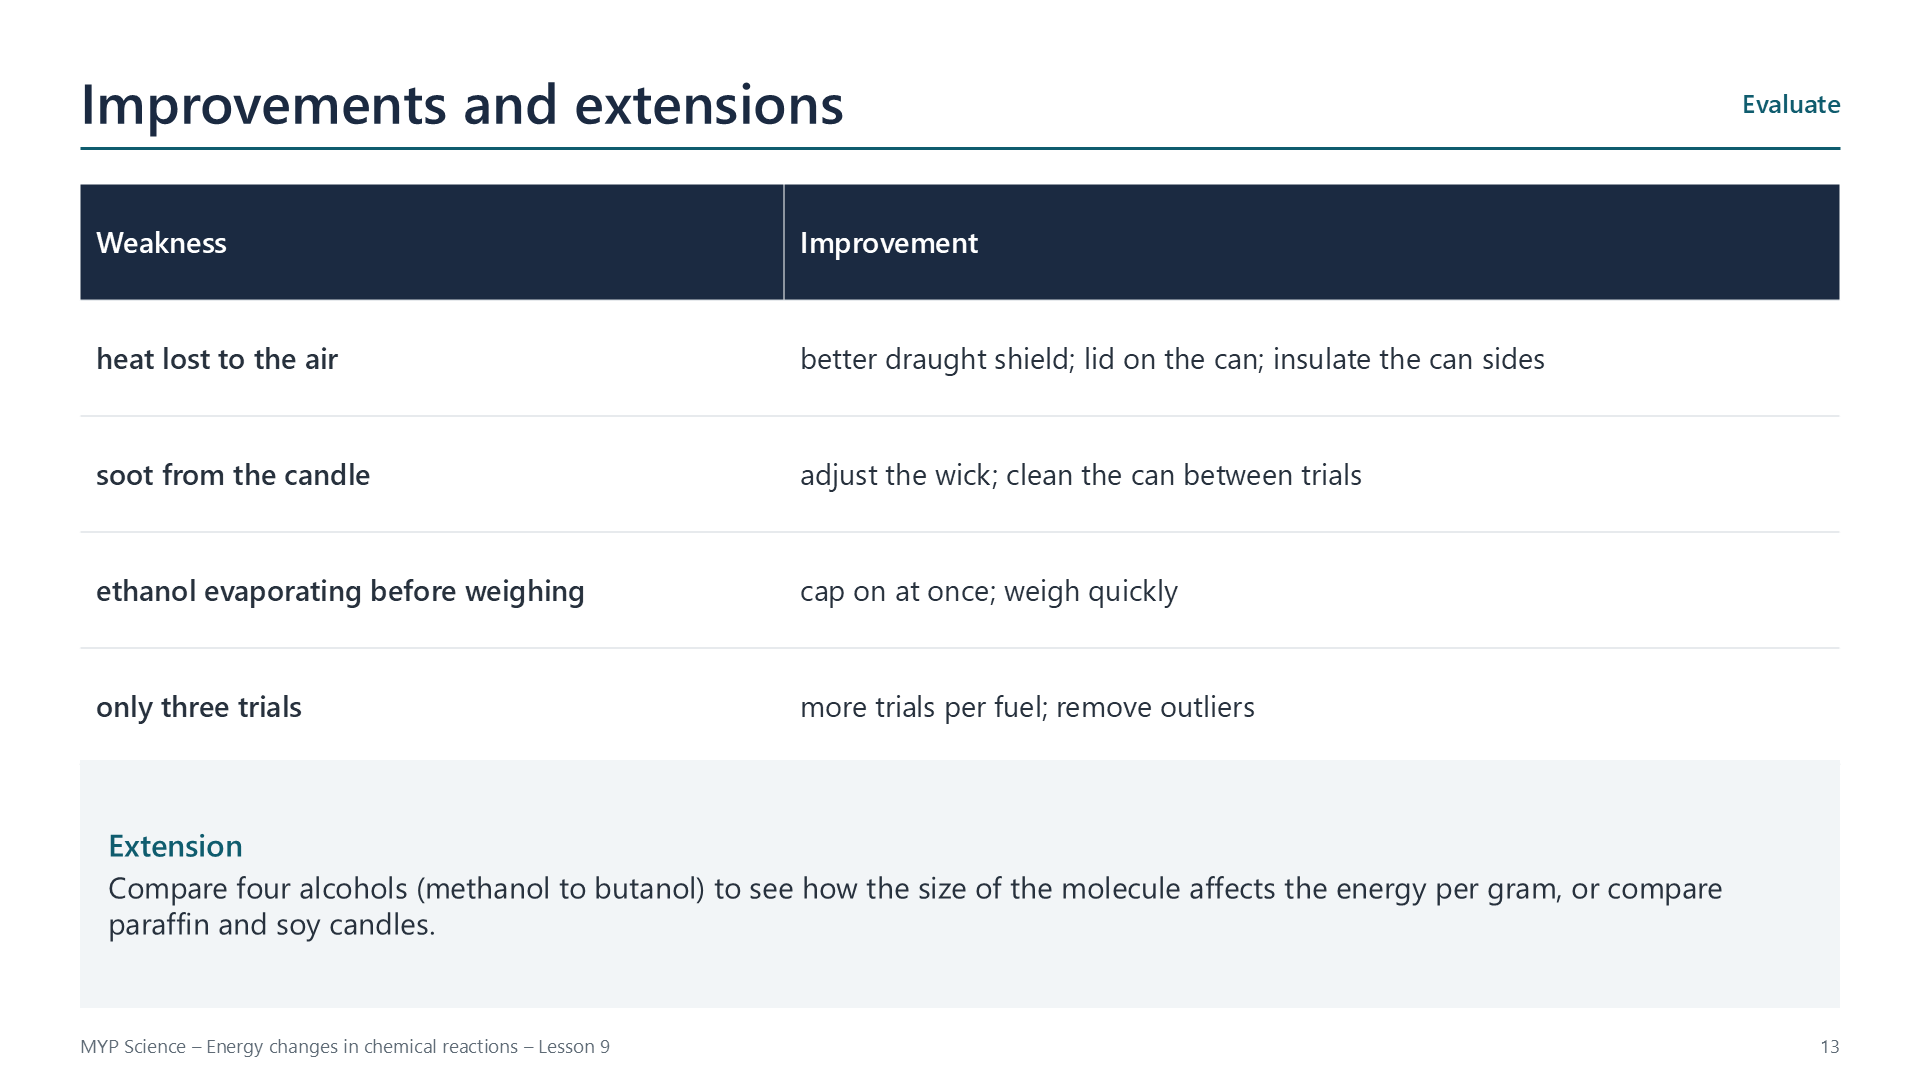 Improvements and extensions
Evaluate
Weakness
Improvement
heat lost to the air
better draught shield; lid on the can; insulate the can sides
soot from the candle
adjust the wick; clean the can between trials
ethanol evaporating before weighing
cap on at once; weigh quickly
only three trials
more trials per fuel; remove outliers
Extension
Compare four alcohols (methanol to butanol) to see how the size of the molecule affects the energy per gram, or compare
paraffin and soy candles.
MYP Science – Energy changes in chemical reactions – Lesson 9
13